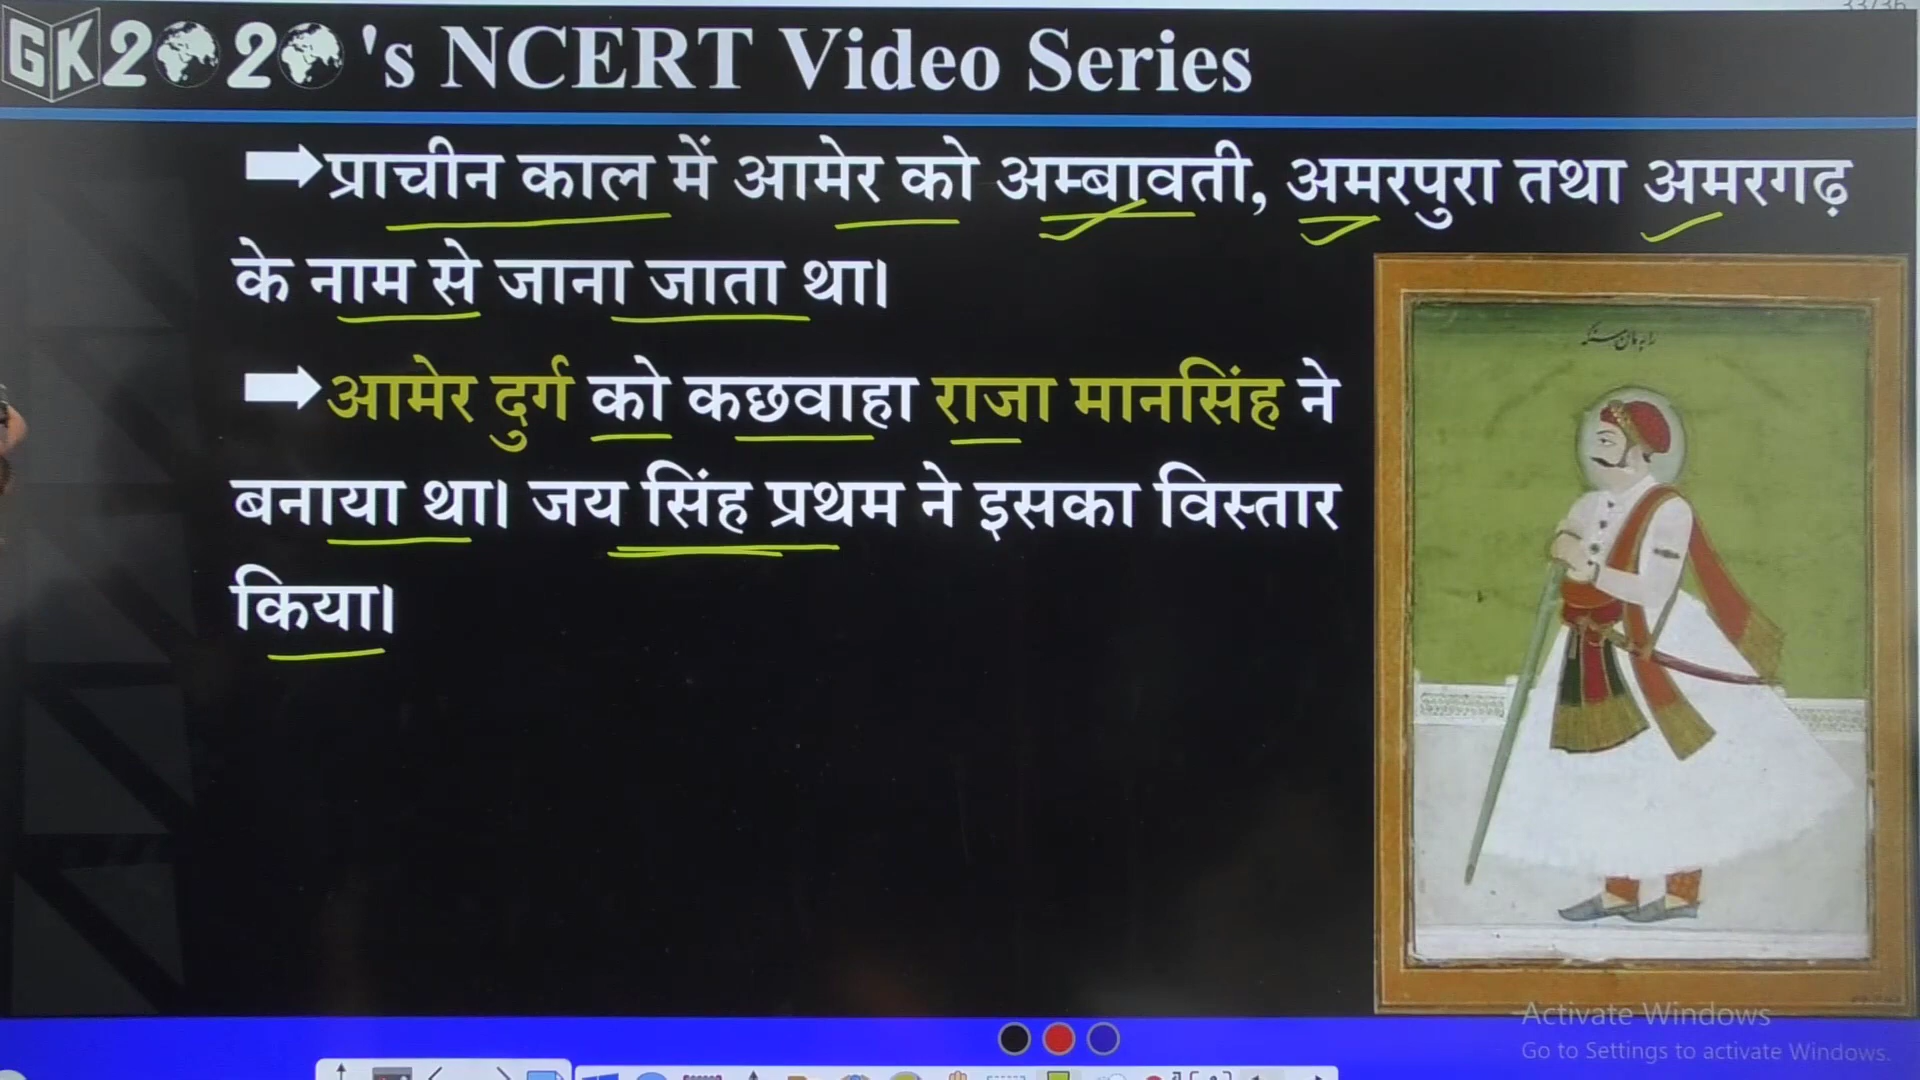 GK2020's NCERT Video Series
➡प्राचीन काल में आमेर को अम्बावती, अमरपुरा तथा अमरगढ़
के नाम से जाना जाता था।
➡आमेर दुर्ग को कछवाहा राजा मानसिंह ने
बनाया था। जय सिंह प्रथम ने इसका विस्तार
किया।
Activate Windows
Go to Settings to activate Windows.